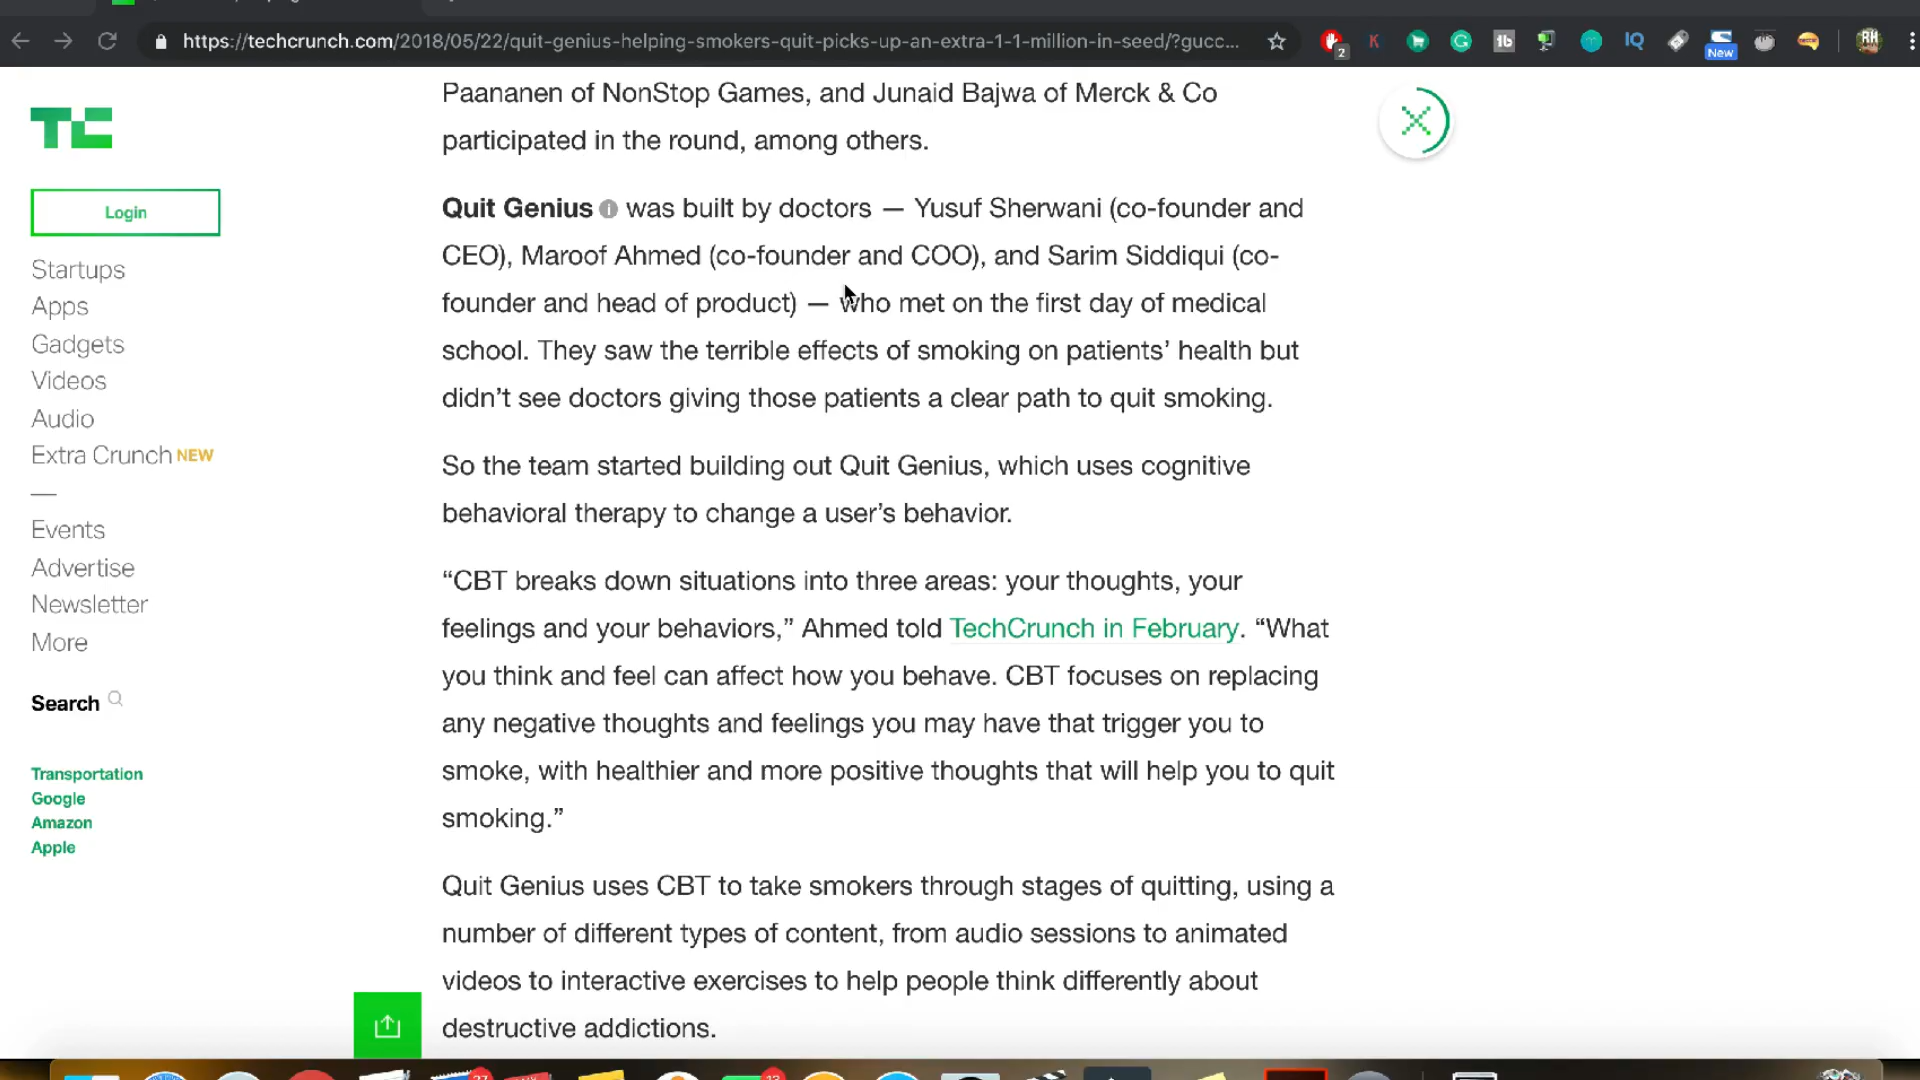 https://techcrunch.com/2018/05/22/quit-genius-helping-smokers-quit-picks-up-an-extra-1-1-million-in-seed/?gucc...
2
K
tb
IQ
New
RH
TC
Login
Startups
Apps
Gadgets
Videos
Audio
Extra Crunch NEW
—
Events
Advertise
Newsletter
More
Search
Transportation
Google
Amazon
Apple
Paananen of NonStop Games, and Junaid Bajwa of Merck & Co
participated in the round, among others.
Quit Genius i was built by doctors — Yusuf Sherwani (co-founder and
CEO), Maroof Ahmed (co-founder and COO), and Sarim Siddiqui (co-
founder and head of product) — who met on the first day of medical
school. They saw the terrible effects of smoking on patients’ health but
didn’t see doctors giving those patients a clear path to quit smoking.
So the team started building out Quit Genius, which uses cognitive
behavioral therapy to change a user’s behavior.
“CBT breaks down situations into three areas: your thoughts, your
feelings and your behaviors,” Ahmed told TechCrunch in February. “What
you think and feel can affect how you behave. CBT focuses on replacing
any negative thoughts and feelings you may have that trigger you to
smoke, with healthier and more positive thoughts that will help you to quit
smoking.”
Quit Genius uses CBT to take smokers through stages of quitting, using a
number of different types of content, from audio sessions to animated
videos to interactive exercises to help people think differently about
destructive addictions.